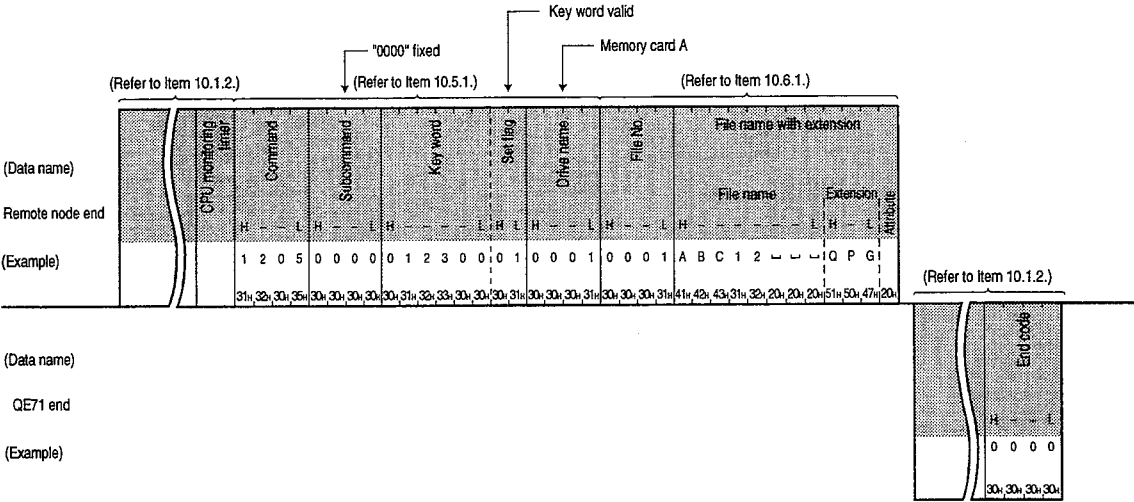 Key word valid
"0000" fixed
Memory card A
(Refer to Item 10.1.2.) (Refer to Item 10.5.1.) (Refer to Item 10.6.1.)
(Data name)
Remote node end
CPU monitoring timer
Command
Subcommand
Key word
Set flag
Drive name
File No.
File name with extension
File name
Extension
Attribute
H - - L H - - L H - - - - L H L H - - L H - - L H - - - - - - L H - L
(Example)
1 2 0 5 0 0 0 0 0 1 2 3 0 0 0 1 0 0 0 1 0 0 0 1 A B C 1 2 ⎵ ⎵ ⎵ Q P G
31H 32H 30H 35H 30H 30H 30H 30H 30H 31H 32H 33H 30H 30H 30H 31H 30H 30H 30H 31H 30H 30H 30H 31H 41H 42H 43H 31H 32H 20H 20H 20H 51H 50H 47H 20H
(Refer to Item 10.1.2.)
(Data name)
QE71 end
End code
H - - L
(Example)
0 0 0 0
30H 30H 30H 30H